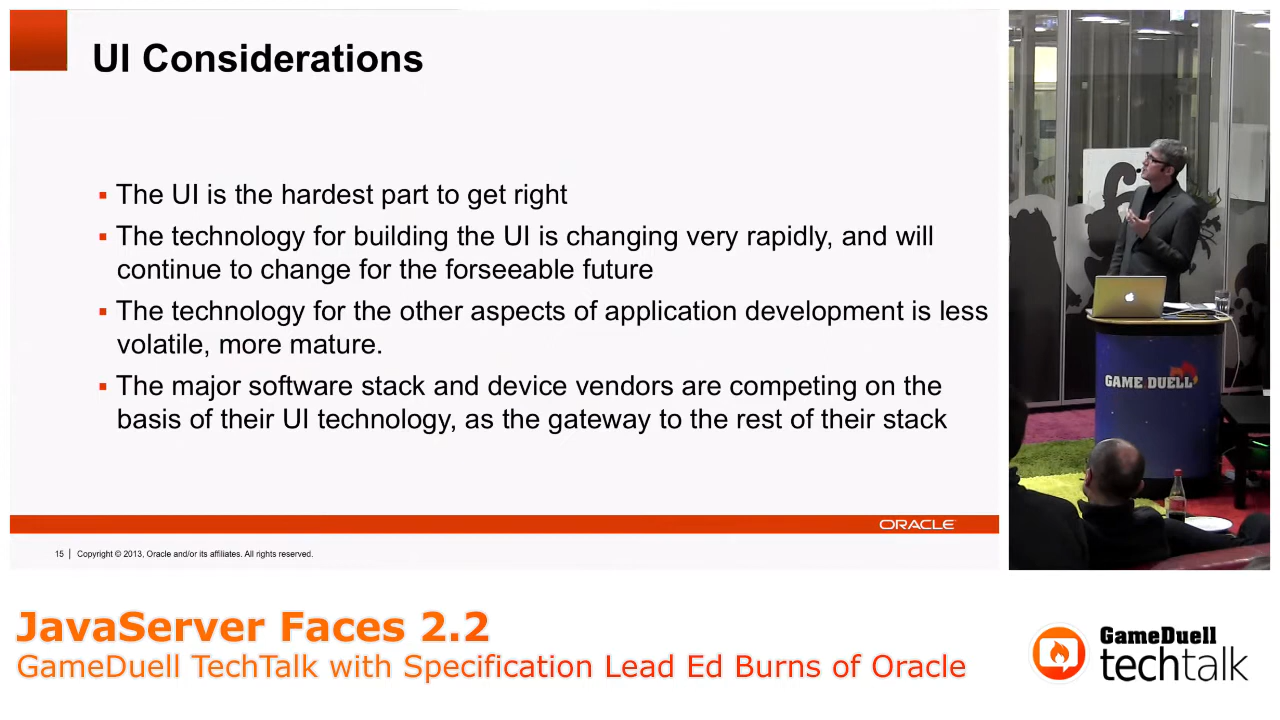 UI Considerations
▪ The UI is the hardest part to get right
▪ The technology for building the UI is changing very rapidly, and will
continue to change for the forseeable future
▪ The technology for the other aspects of application development is less
volatile, more mature.
▪ The major software stack and device vendors are competing on the
basis of their UI technology, as the gateway to the rest of their stack
ORACLE
15 | Copyright © 2013, Oracle and/or its affiliates. All rights reserved.
GAME DUELL
JavaServer Faces 2.2
GameDuell TechTalk with Specification Lead Ed Burns of Oracle
GameDuell
techtalk